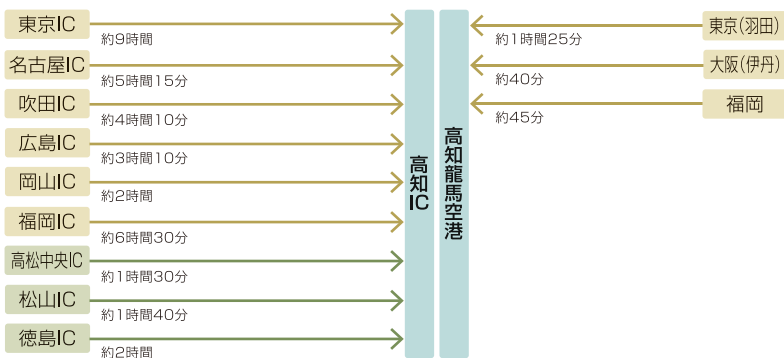 東京IC
約9時間
名古屋IC
約5時間15分
吹田IC
約4時間10分
広島IC
約3時間10分
岡山IC
約2時間
福岡IC
約6時間30分
高松中央IC
約1時間30分
松山IC
約1時間40分
徳島IC
約2時間
高知IC
高知龍馬空港
東京(羽田)
約1時間25分
大阪(伊丹)
約40分
福岡
約45分